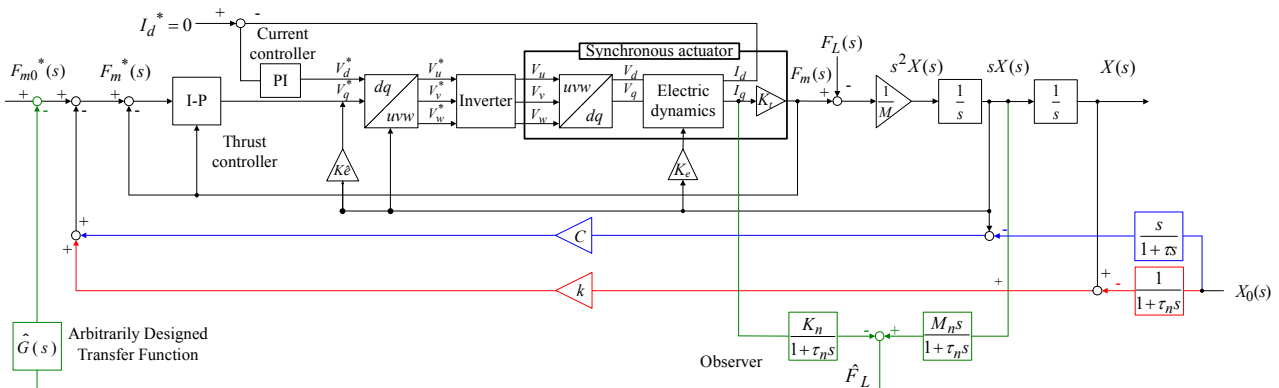 I_d^* = 0
+
-
Current controller
Synchronous actuator
F_L(s)
F_{m0}^*(s)
F_m^*(s)
PI
V_d^*
V_q^*
V_u^*
V_v^*
V_w^*
V_u
V_v
V_w
V_d
V_q
I_d
I_q
F_m(s)
s^2X(s)
sX(s)
X(s)
+
-
+
-
+
-
I-P
dq
uvw
Inverter
uvw
dq
Electric dynamics
K_t
+
-
1/M
1/s
1/s
Thrust controller
Kê
K_e
+
+
C
-
s/(1+τs)
k
+
+
-
1/(1+τ_n s)
X_0(s)
Ĝ(s)
Arbitrarily Designed
Transfer Function
Observer
K_n/(1+τ_n s)
-
+
M_n s/(1+τ_n s)
F̂_L